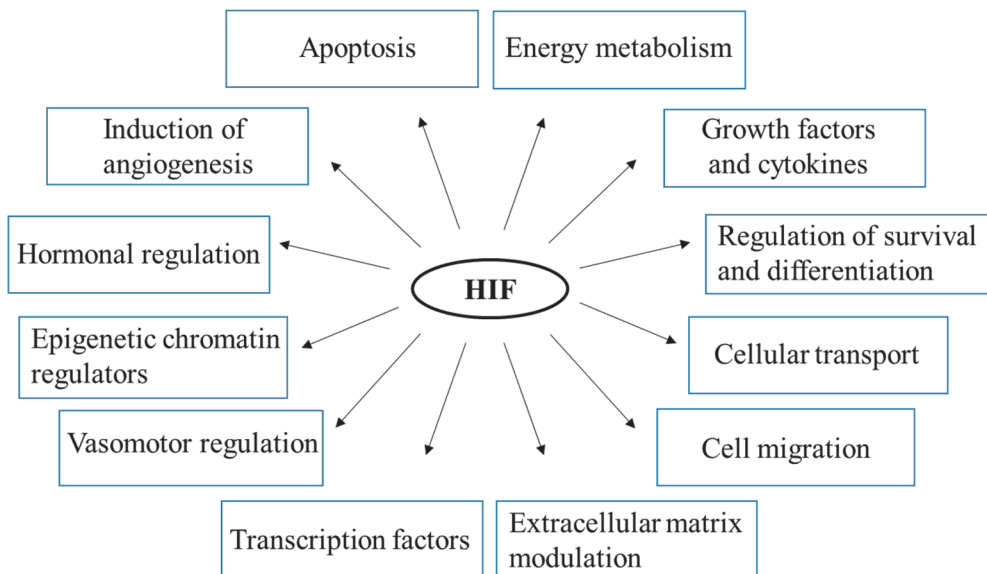 Apoptosis
Energy metabolism
Induction of
angiogenesis
Growth factors
and cytokines
Hormonal regulation
Regulation of survival
and differentiation
HIF
Epigenetic chromatin
regulators
Cellular transport
Vasomotor regulation
Cell migration
Transcription factors
Extracellular matrix
modulation